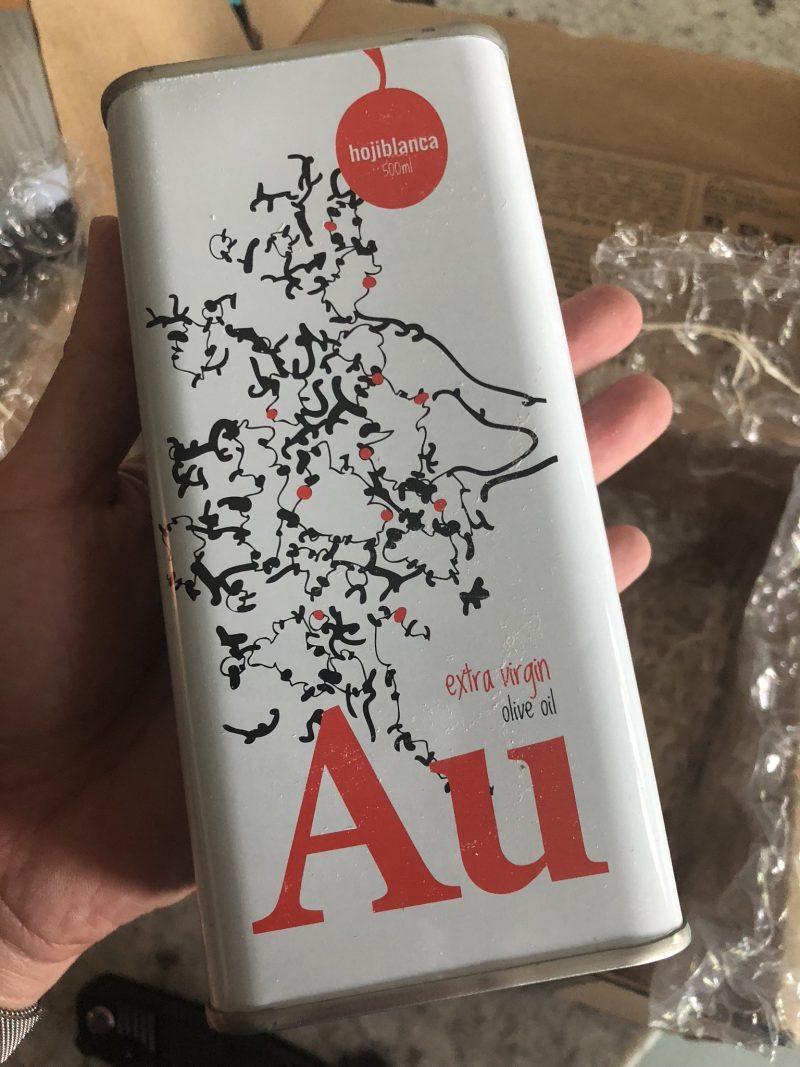 hojiblanca
500ml
extra virgin
olive oil
Au